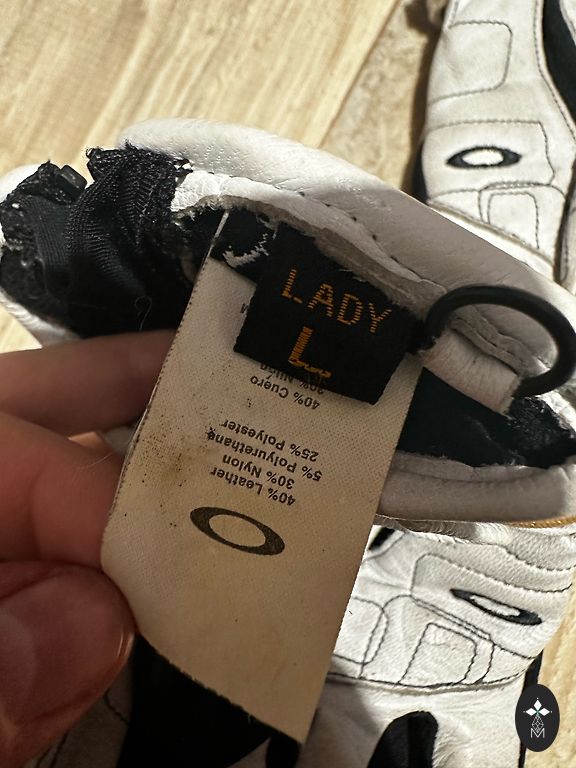 LADY
L
40% Leather
30% Nylon
5% Polyurethane
25% Polyester
40% Cuero